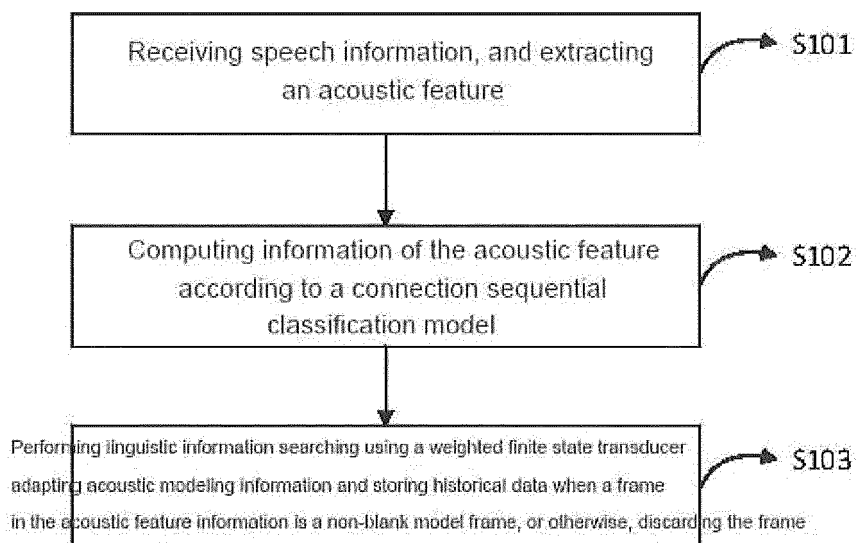 Receiving speech information, and extracting
an acoustic feature
S101
Computing information of the acoustic feature
according to a connection sequential
classification model
S102
Performing linguistic information searching using a weighted finite state transducer
adapting acoustic modeling information and storing historical data when a frame
in the acoustic feature information is a non-blank model frame, or otherwise, discarding the frame
S103